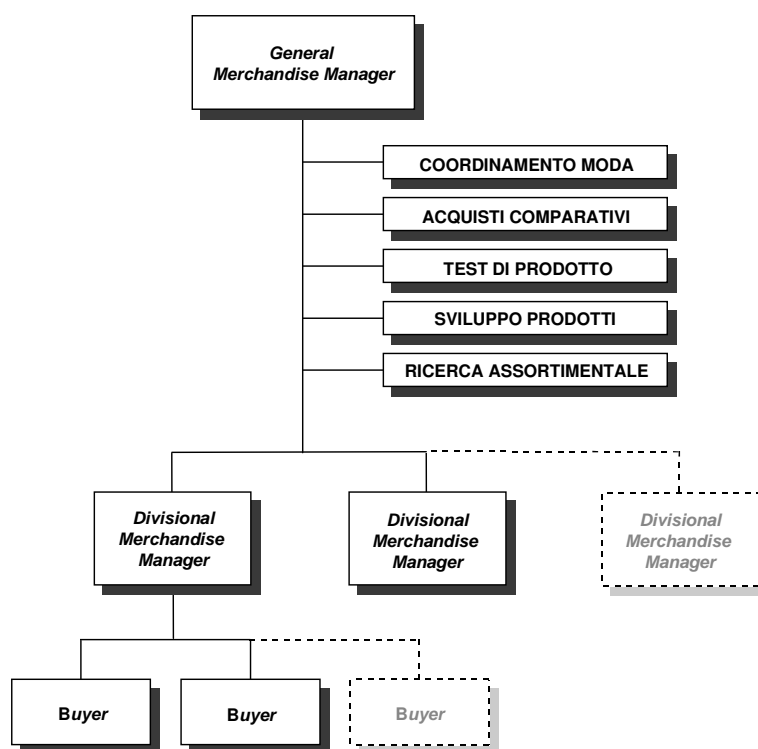 General
Merchandise Manager
COORDINAMENTO MODA
ACQUISTI COMPARATIVI
TEST DI PRODOTTO
SVILUPPO PRODOTTI
RICERCA ASSORTIMENTALE
Divisional
Merchandise
Manager
Divisional
Merchandise
Manager
Divisional
Merchandise
Manager
Buyer
Buyer
Buyer